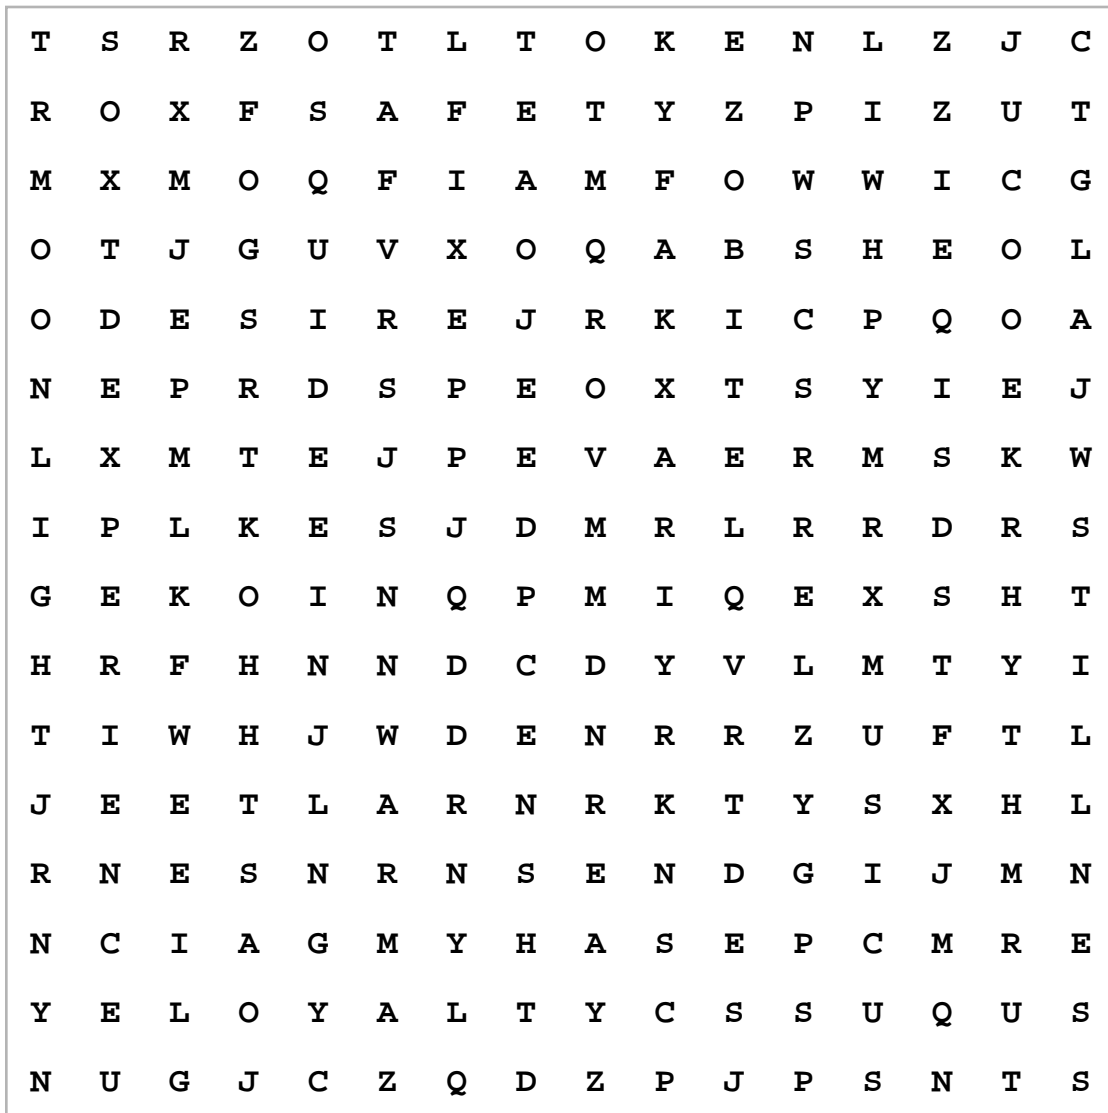 T S R Z O T L T O K E N L Z J C
R O X F S A F E T Y Z P I Z U T
M X M O Q F I A M F O W W I C G
O T J G U V X O Q A B S H E O L
O D E S I R E J R K I C P Q O A
N E P R D S P E O X T S Y I E J
L X M T E J P E V A E R M S K W
I P L K E S J D M R L R R D R S
G E K O I N Q P M I Q E X S H T
H R F H N N D C D Y V L M T Y I
T I W H J W D E N R R Z U F T L
J E E T L A R N R K T Y S X H L
R N E S N R N S E N D G I J M N
N C I A G M Y H A S E P C M R E
Y E L O Y A L T Y C S S U Q U S
N U G J C Z Q D Z P J P S N T S